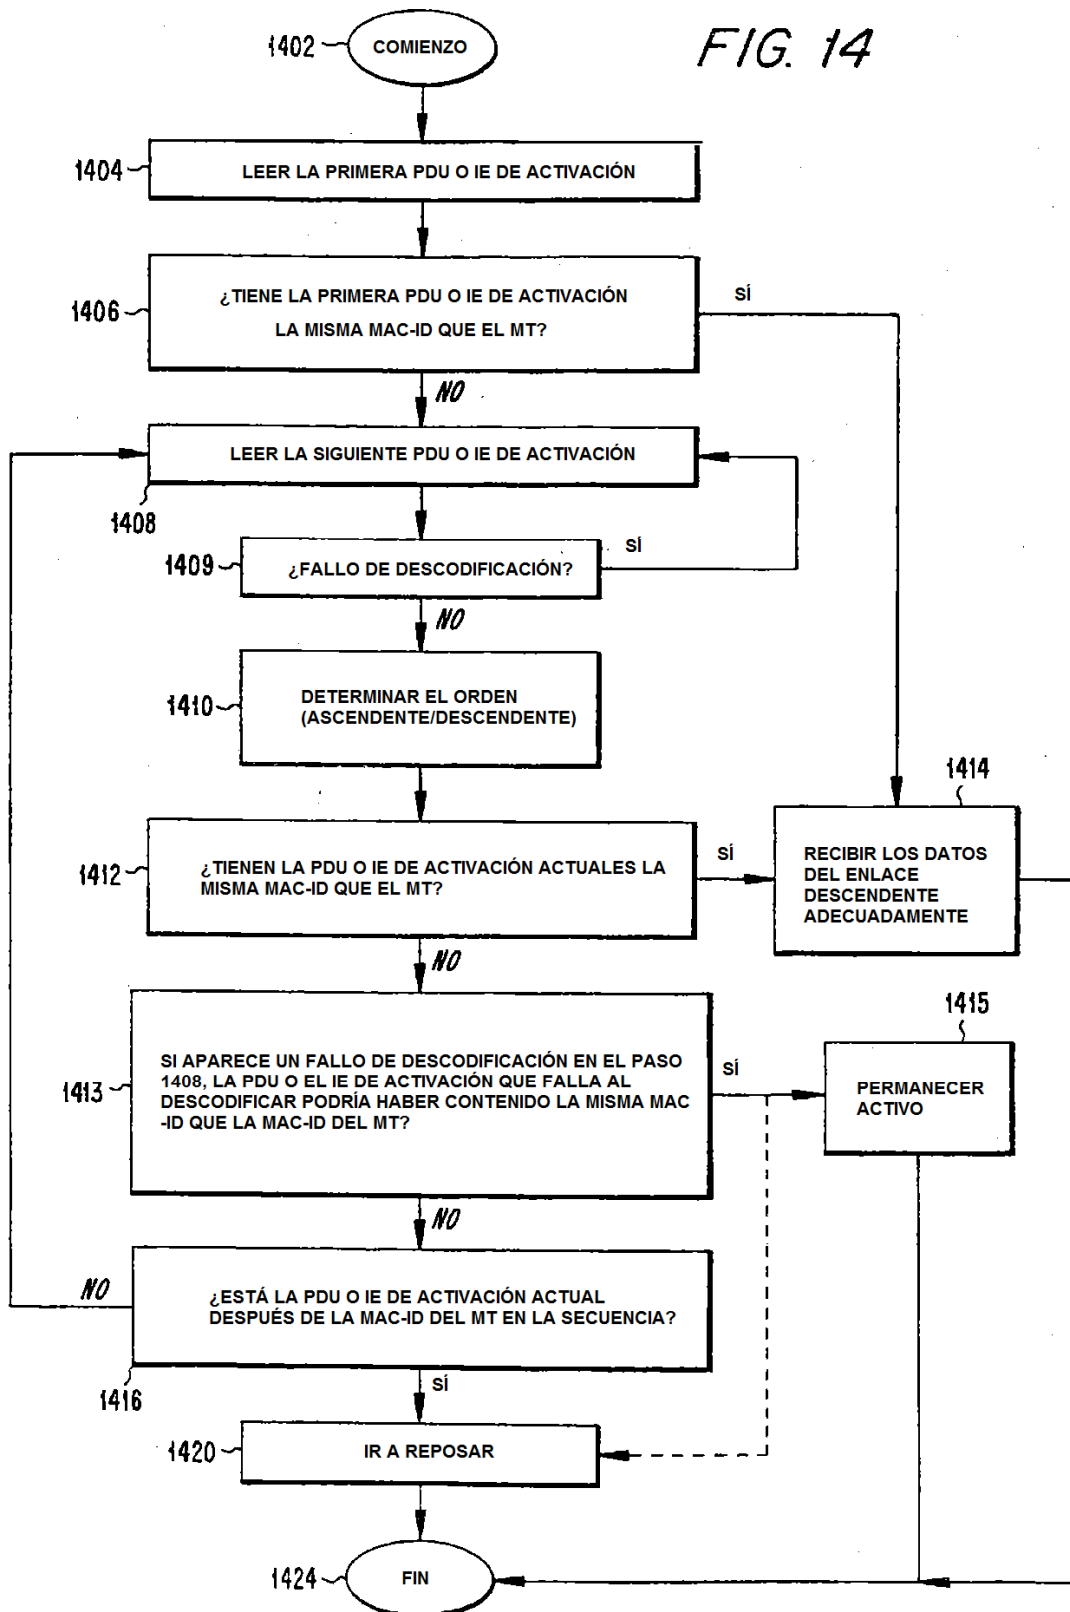 FIG. 14
1402
COMIENZO
1404
LEER LA PRIMERA PDU O IE DE ACTIVACIÓN
1406
¿TIENE LA PRIMERA PDU O IE DE ACTIVACIÓN
LA MISMA MAC-ID QUE EL MT?
SÍ
NO
LEER LA SIGUIENTE PDU O IE DE ACTIVACIÓN
1408
1409
¿FALLO DE DESCODIFICACIÓN?
SÍ
NO
1410
DETERMINAR EL ORDEN
(ASCENDENTE/DESCENDENTE)
1412
¿TIENEN LA PDU O IE DE ACTIVACIÓN ACTUALES LA
MISMA MAC-ID QUE EL MT?
SÍ
1414
RECIBIR LOS DATOS
DEL ENLACE
DESCENDENTE
ADECUADAMENTE
NO
1413
SI APARECE UN FALLO DE DESCODIFICACIÓN EN EL PASO
1408, LA PDU O EL IE DE ACTIVACIÓN QUE FALLA AL
DESCODIFICAR PODRÍA HABER CONTENIDO LA MISMA MAC
-ID QUE LA MAC-ID DEL MT?
SÍ
1415
PERMANECER
ACTIVO
NO
NO
¿ESTÁ LA PDU O IE DE ACTIVACIÓN ACTUAL
DESPUÉS DE LA MAC-ID DEL MT EN LA SECUENCIA?
1416
SÍ
1420
IR A REPOSAR
1424
FIN